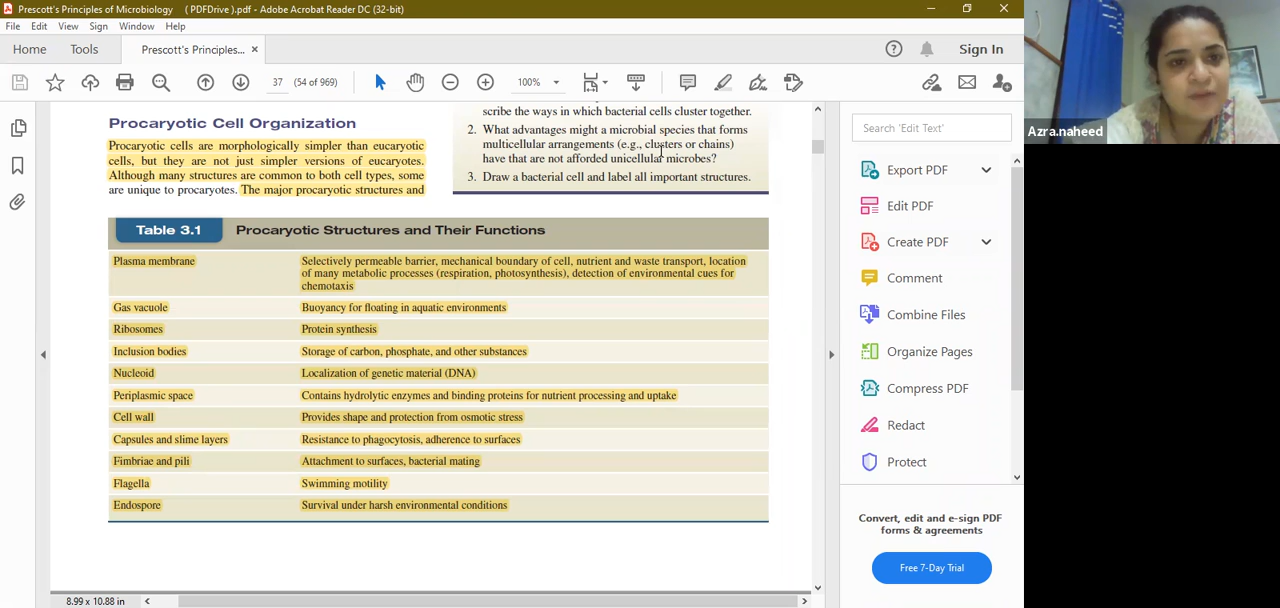 Prescott's Principles of Microbiology ( PDFDrive ).pdf - Adobe Acrobat Reader DC (32-bit)
File Edit View Sign Window Help
Home Tools Prescott's Principles... × Sign In
37 (54 of 969) 100%
scribe the ways in which bacterial cells cluster together.
2. What advantages might a microbial species that forms
multicellular arrangements (e.g., clusters or chains)
have that are not afforded unicellular microbes?
3. Draw a bacterial cell and label all important structures.
Procaryotic Cell Organization
Procaryotic cells are morphologically simpler than eucaryotic
cells, but they are not just simpler versions of eucaryotes.
Although many structures are common to both cell types, some
are unique to procaryotes. The major procaryotic structures and
Table 3.1 Procaryotic Structures and Their Functions
Plasma membrane Selectively permeable barrier, mechanical boundary of cell, nutrient and waste transport, location
of many metabolic processes (respiration, photosynthesis), detection of environmental cues for
chemotaxis
Gas vacuole Buoyancy for floating in aquatic environments
Ribosomes Protein synthesis
Inclusion bodies Storage of carbon, phosphate, and other substances
Nucleoid Localization of genetic material (DNA)
Periplasmic space Contains hydrolytic enzymes and binding proteins for nutrient processing and uptake
Cell wall Provides shape and protection from osmotic stress
Capsules and slime layers Resistance to phagocytosis, adherence to surfaces
Fimbriae and pili Attachment to surfaces, bacterial mating
Flagella Swimming motility
Endospore Survival under harsh environmental conditions
8.99 x 10.88 in
Search 'Edit Text'
Export PDF
Edit PDF
Create PDF
Comment
Combine Files
Organize Pages
Compress PDF
Redact
Protect
Convert, edit and e-sign PDF
forms & agreements
Free 7-Day Trial
Azra.naheed